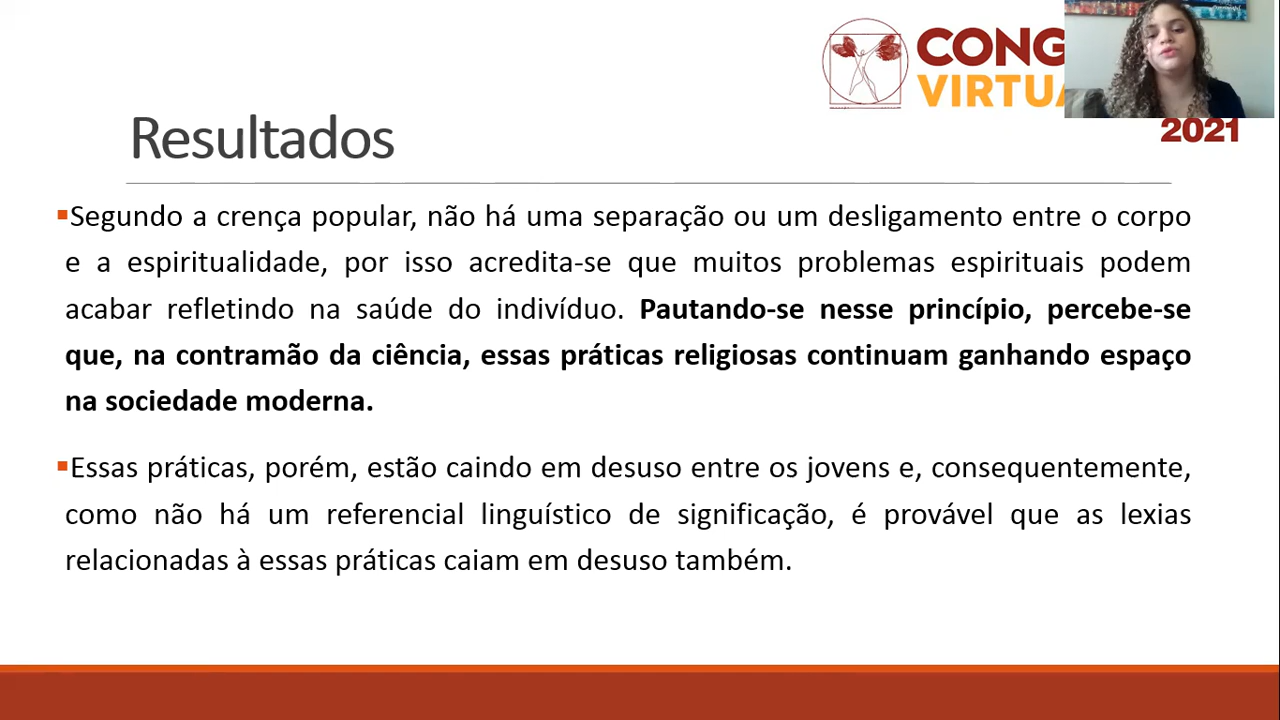 CONG
VIRTUA
2021
Resultados
▪Segundo a crença popular, não há uma separação ou um desligamento entre o corpo
e a espiritualidade, por isso acredita-se que muitos problemas espirituais podem
acabar refletindo na saúde do indivíduo. Pautando-se nesse princípio, percebe-se
que, na contramão da ciência, essas práticas religiosas continuam ganhando espaço
na sociedade moderna.
▪Essas práticas, porém, estão caindo em desuso entre os jovens e, consequentemente,
como não há um referencial linguístico de significação, é provável que as lexias
relacionadas à essas práticas caiam em desuso também.